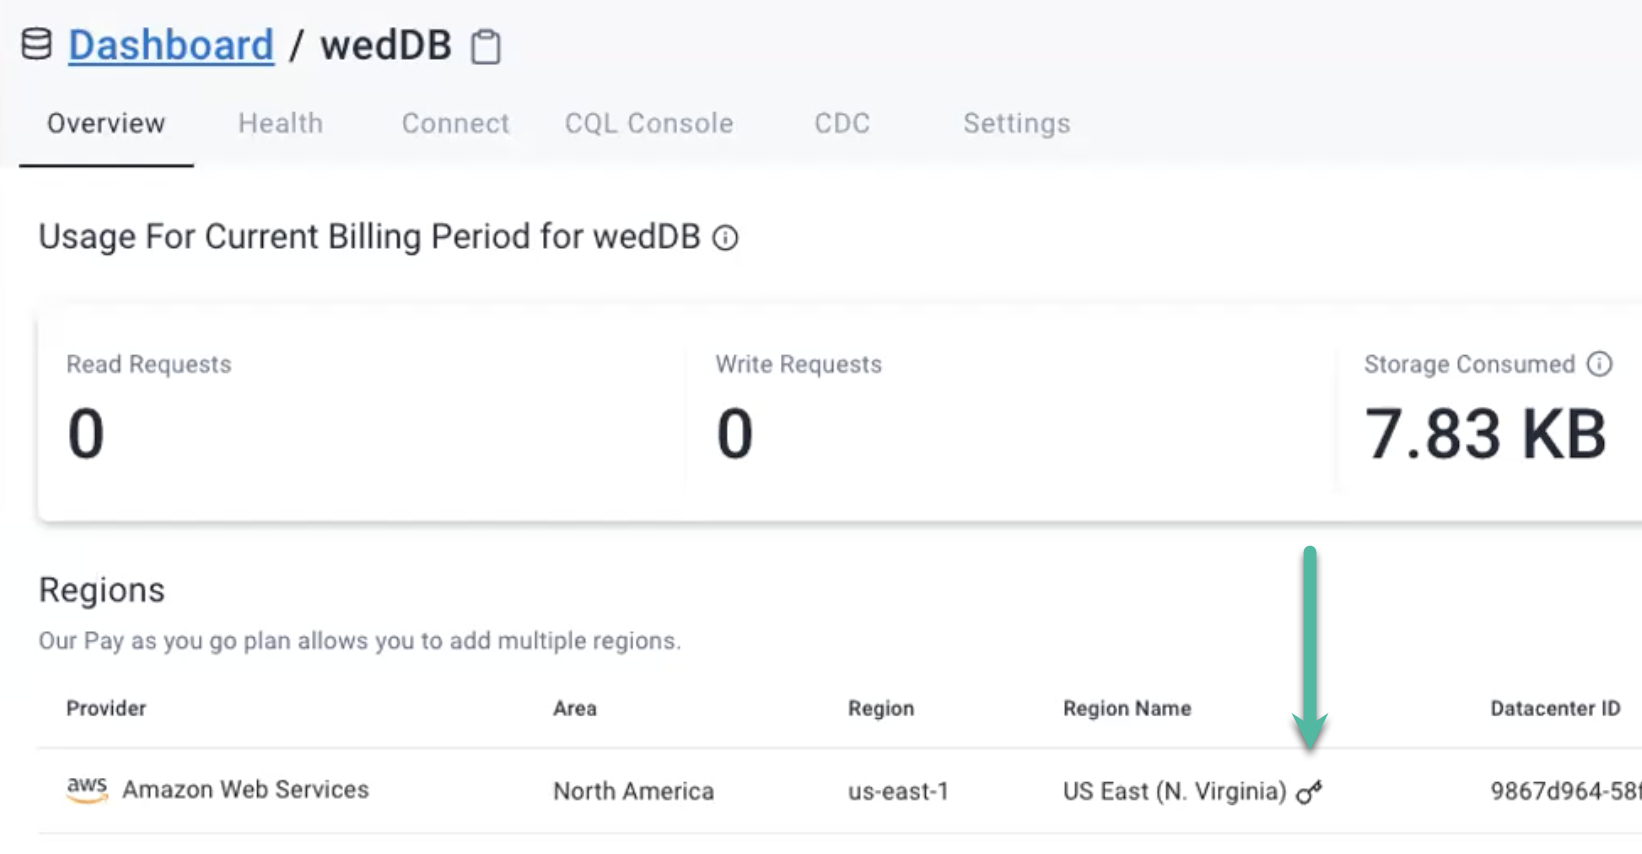 Dashboard / wedDB
Overview Health Connect CQL Console CDC Settings
Usage For Current Billing Period for wedDB
Read Requests Write Requests Storage Consumed
0 0 7.83 KB
Regions
Our Pay as you go plan allows you to add multiple regions.
Provider Area Region Region Name Datacenter ID
aws Amazon Web Services North America us-east-1 US East (N. Virginia) 9867d964-58f